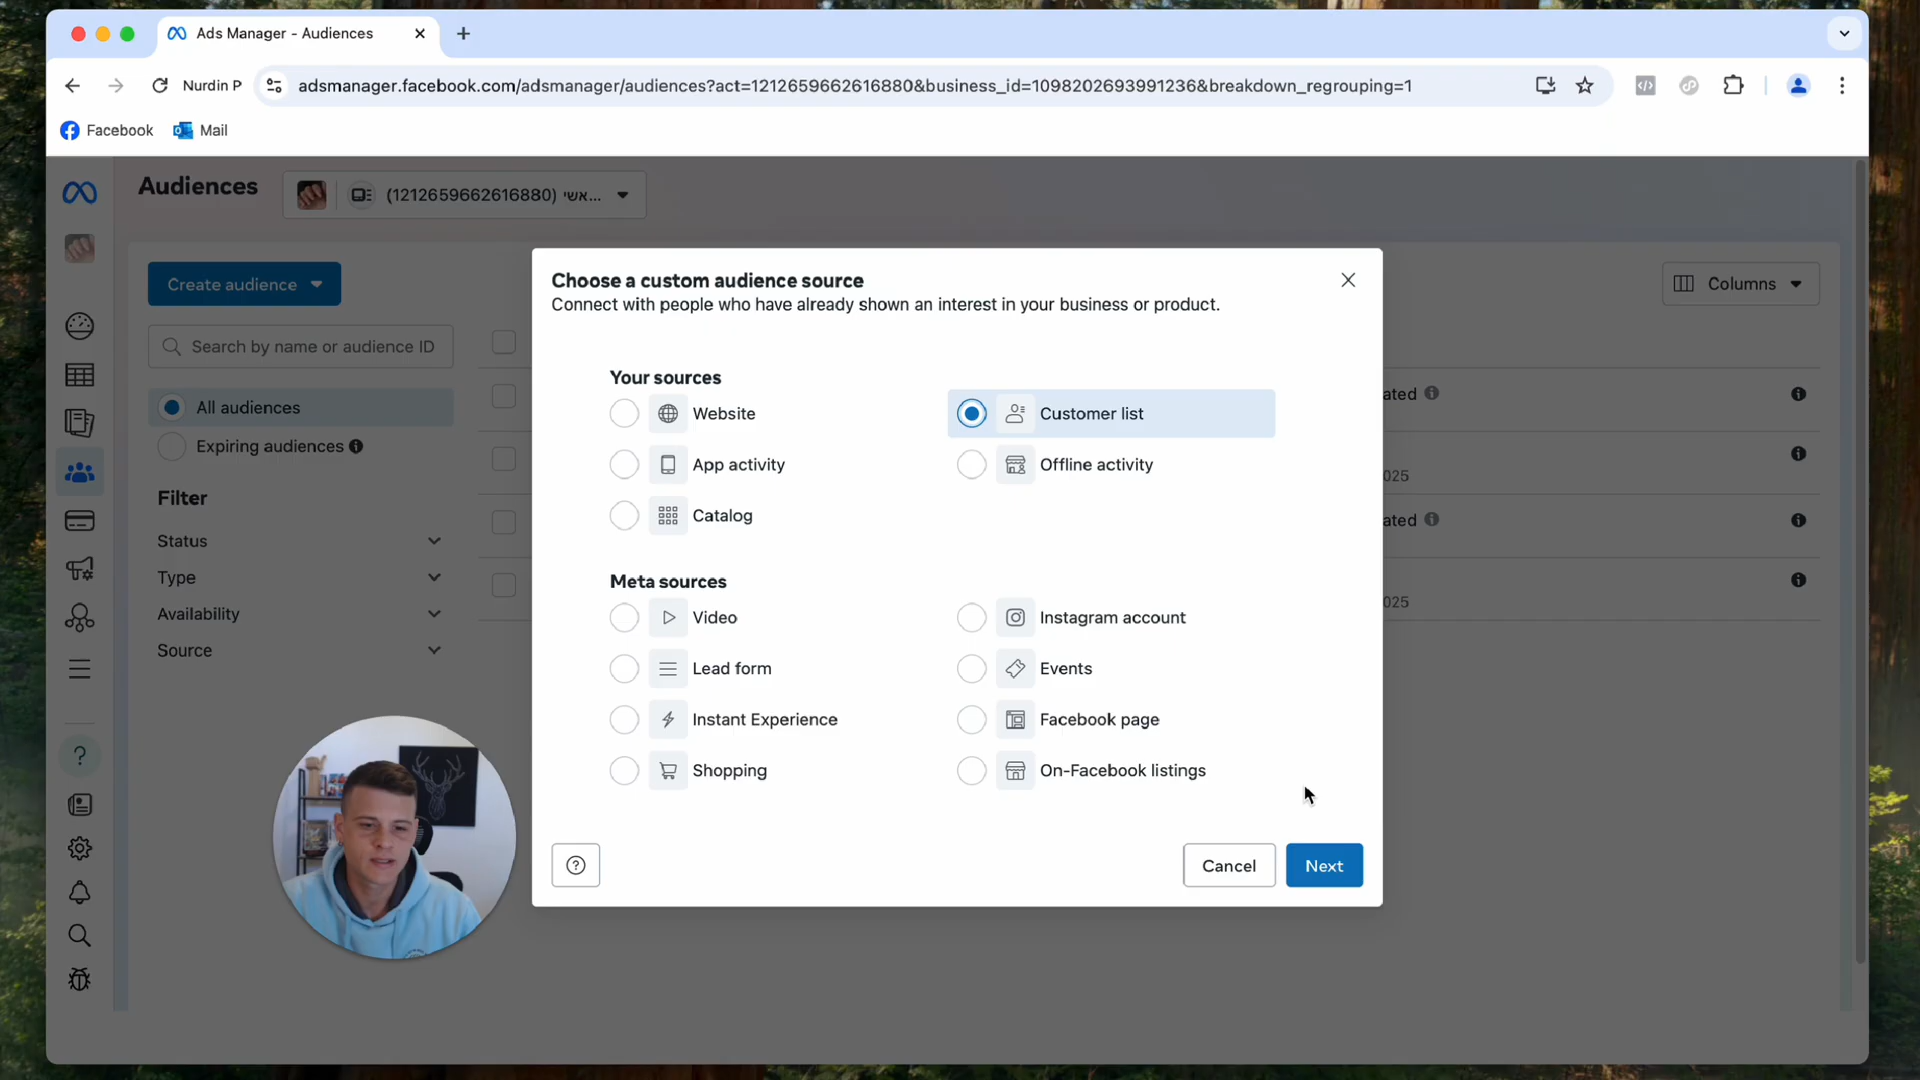 Ads Manager - Audiences
Nurdin P
adsmanager.facebook.com/adsmanager/audiences?act=1212659662616880&business_id=1098202693991236&breakdown_regrouping=1
Facebook
Mail
Audiences
(1212659662616880) אשי...
Create audience
Columns
Search by name or audience ID
All audiences
Expiring audiences
Filter
Status
Type
Availability
Source
Choose a custom audience source
Connect with people who have already shown an interest in your business or product.
Your sources
Website
Customer list
App activity
Offline activity
Catalog
Meta sources
Video
Instagram account
Lead form
Events
Instant Experience
Facebook page
Shopping
On-Facebook listings
Cancel
Next
ated
025
ated
025